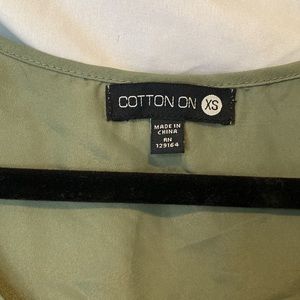 COTTON ON XS
MADE IN
CHINA
RN
129164